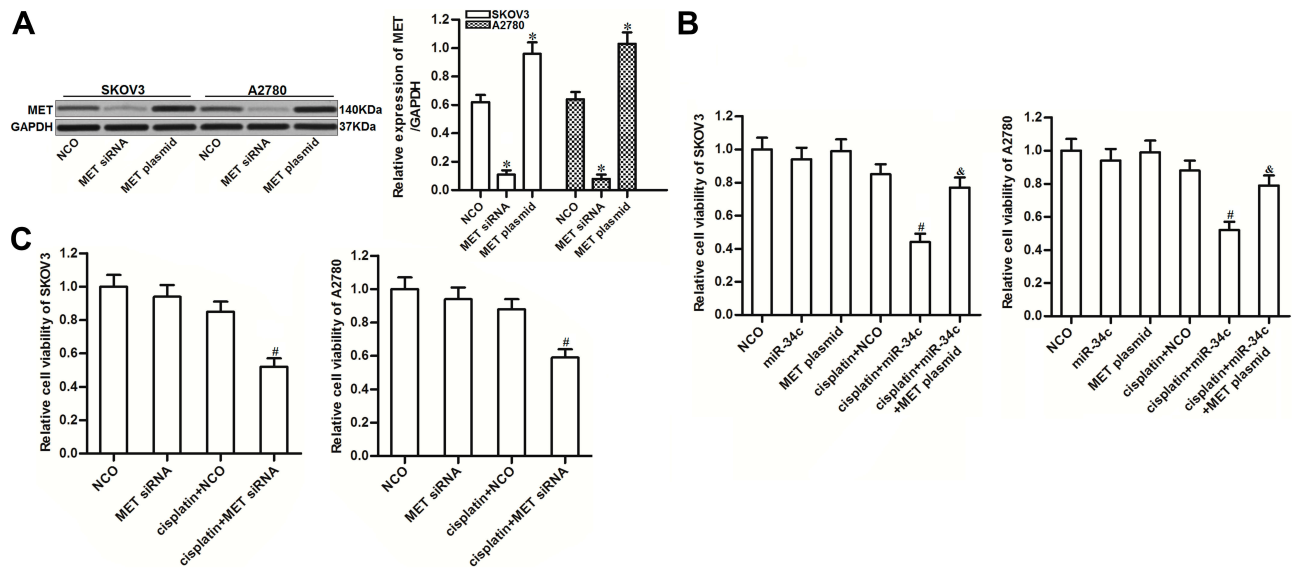 A
SKOV3 A2780
MET 140KDa
GAPDH 37KDa
NCO MET siRNA MET plasmid NCO MET siRNA MET plasmid
Relative expression of MET
/GAPDH
SKOV3
A2780
1.2
1.0
0.8
0.6
0.4
0.2
0.0
* * * *
NCO MET siRNA MET plasmid NCO MET siRNA MET plasmid
B
Relative cell viability of SKOV3
1.2
1.0
0.8
0.6
0.4
0.2
0.0
# &
NCO
miR-34c
MET plasmid
cisplatin+NCO
cisplatin+miR-34c
cisplatin+miR-34c
+MET plasmid
Relative cell viability of A2780
1.2
1.0
0.8
0.6
0.4
0.2
0.0
# &
NCO
miR-34c
MET plasmid
cisplatin+NCO
cisplatin+miR-34c
cisplatin+miR-34c
+MET plasmid
C
Relative cell viability of SKOV3
1.2
1.0
0.8
0.6
0.4
0.2
0.0
#
NCO
MET siRNA
cisplatin+NCO
cisplatin+MET siRNA
Relative cell viability of A2780
1.2
1.0
0.8
0.6
0.4
0.2
0.0
#
NCO
MET siRNA
cisplatin+NCO
cisplatin+MET siRNA